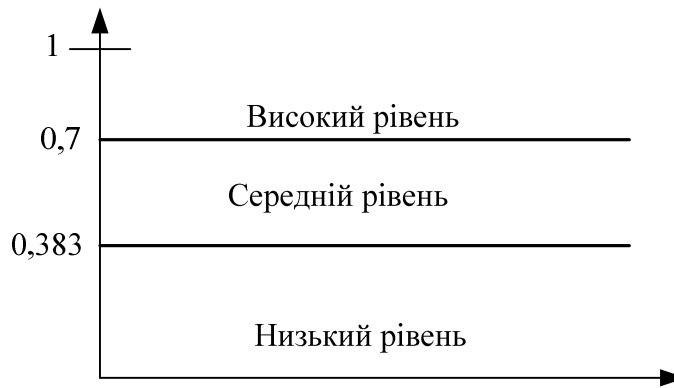 1
Високий рівень
0,7
Середній рівень
0,383
Низький рівень